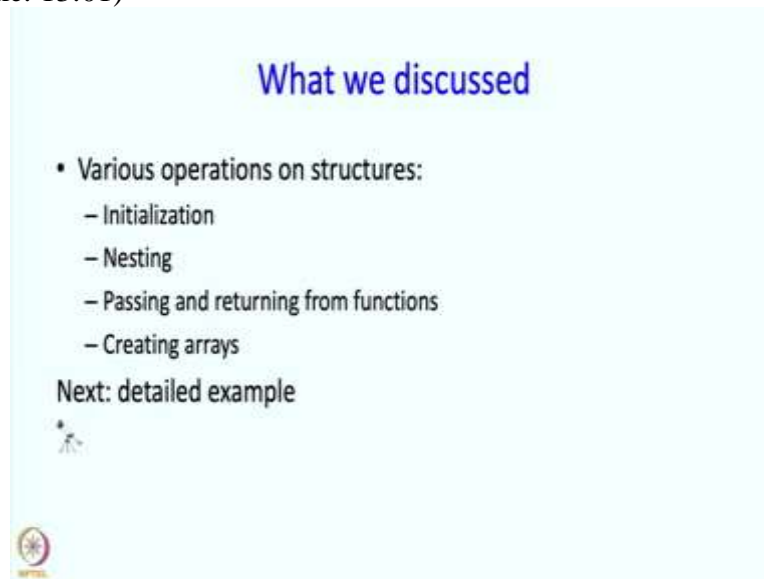 What we discussed
• Various operations on structures:
– Initialization
– Nesting
– Passing and returning from functions
– Creating arrays
Next: detailed example
NPTEL